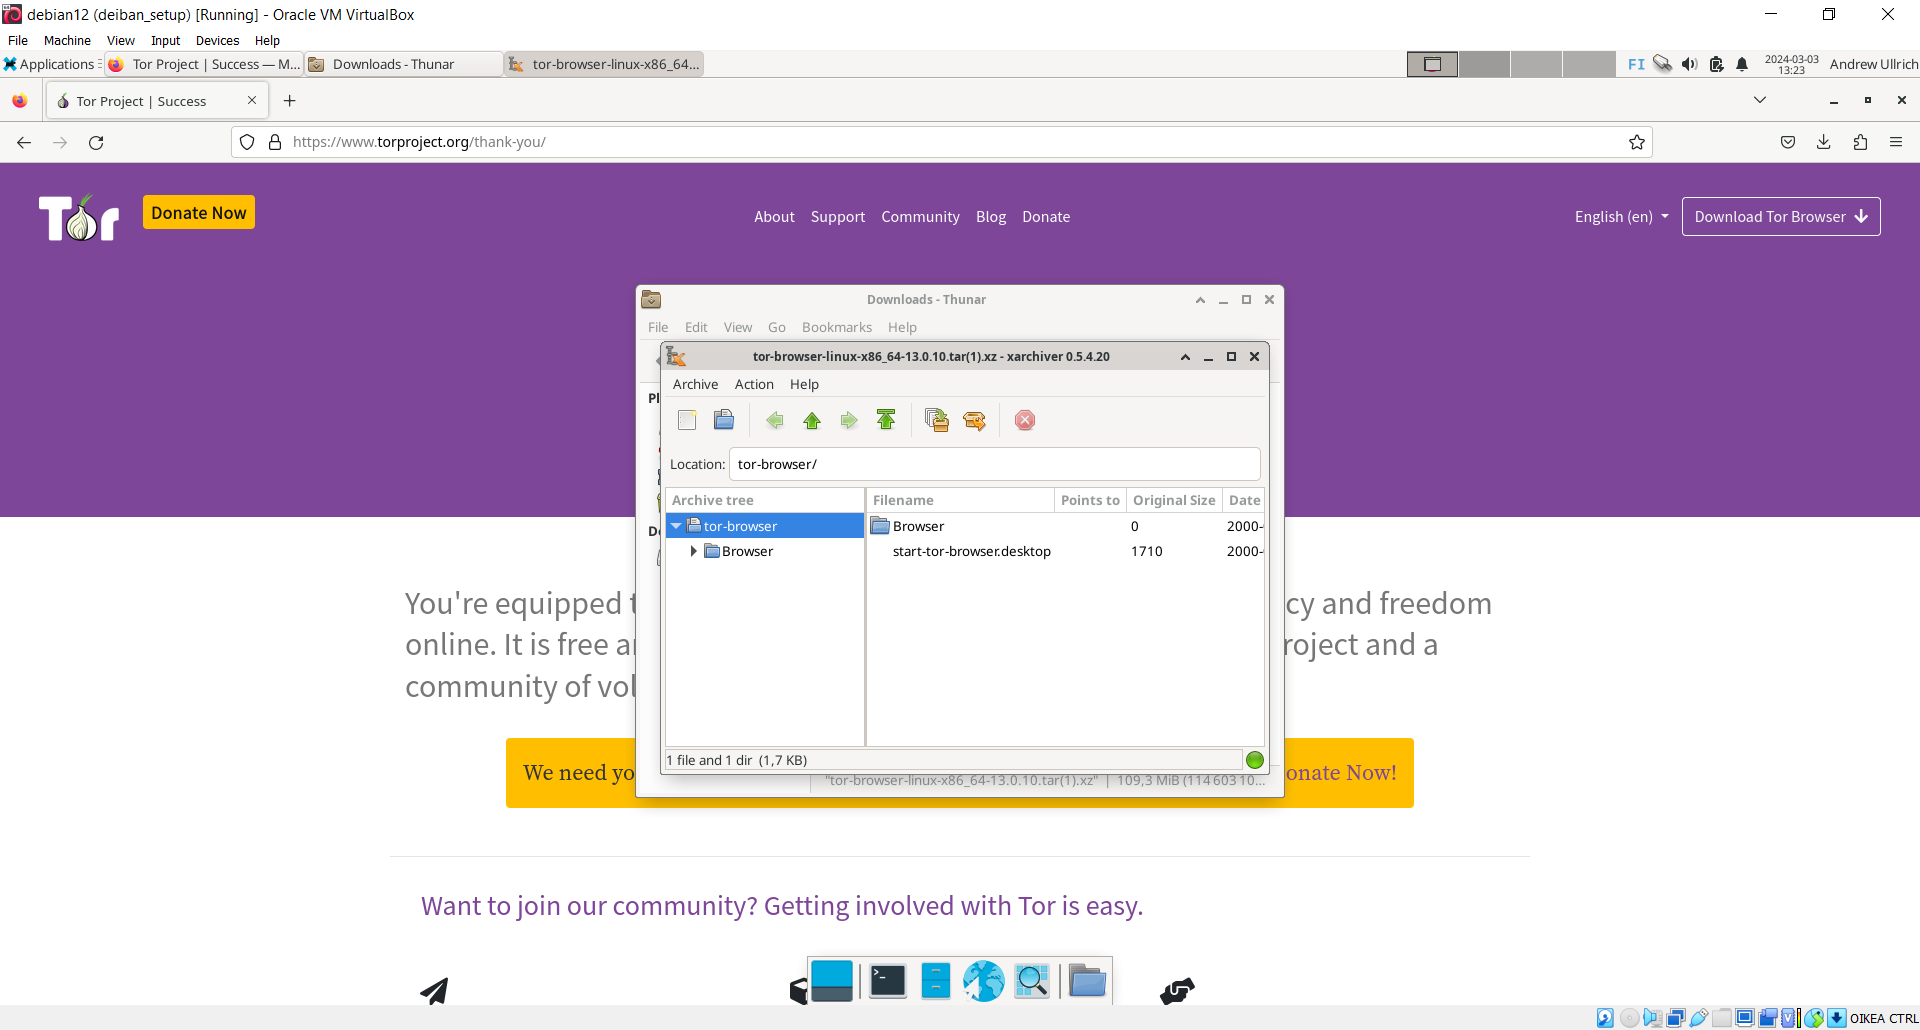 debian12 (deiban_setup) [Running] - Oracle VM VirtualBox
File Machine View Input Devices Help
Applications Tor Project | Success — M... Downloads - Thunar tor-browser-linux-x86_64... FI 2024-03-03 Andrew Ullrich
13:23
Tor Project | Success
https://www.torproject.org/thank-you/
Tor Donate Now About Support Community Blog Donate English (en) Download Tor Browser
Downloads - Thunar
File Edit View Go Bookmarks Help
tor-browser-linux-x86_64-13.0.10.tar(1).xz - xarchiver 0.5.4.20
Archive Action Help
Location: tor-browser/
Archive tree Filename Points to Original Size Date
tor-browser Browser 0 2000-
Browser start-tor-browser.desktop 1710 2000-
1 file and 1 dir (1,7 KB)
"tor-browser-linux-x86_64-13.0.10.tar(1).xz" | 109,3 MiB (114 603 10...
You're equipped cy and freedom
online. It is free roject and a
community of vol
We need yo onate Now!
Want to join our community? Getting involved with Tor is easy.
OIKEA CTRL